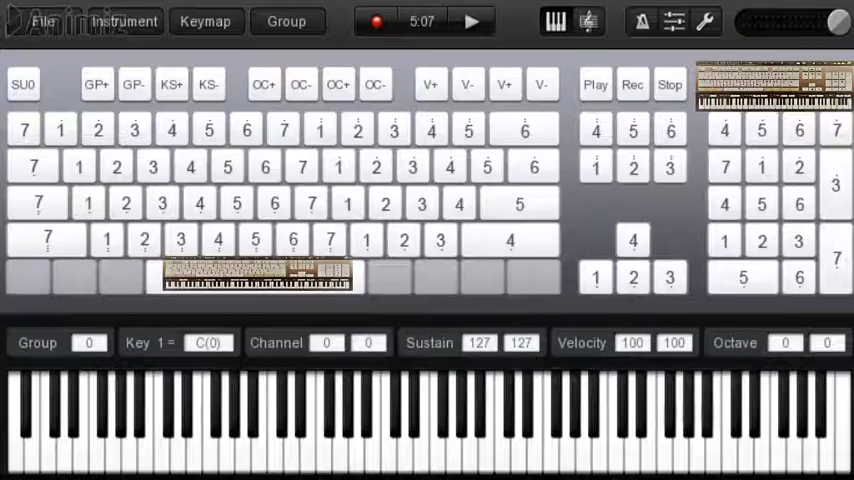 Animiz
File Instrument Keymap Group 5:07
SU0 GP+ GP- KS+ KS- OC+ OC- OC+ OC- V+ V- V+ V- Play Rec Stop
7 1 2 3 4 5 6 7 1 2 3 4 5 6 4 5 6 4 5 6 7
7 1 2 3 4 5 6 7 1 2 3 4 5 6 1 2 3 7 1 2 3
7 1 2 3 4 5 6 7 1 2 3 4 5 4 5 6
7 1 2 3 4 5 6 7 1 2 3 4 4 1 2 3 7
1 2 3 5 6
Group 0 Key 1 = C(0) Channel 0 0 Sustain 127 127 Velocity 100 100 Octave 0 0